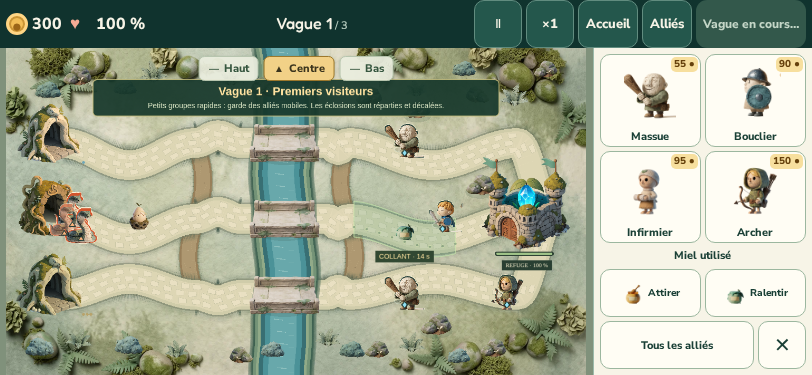 300 ♥ 100 %
Vague 1 / 3
II
×1
Accueil
Alliés
Vague en cours...
— Haut
▲ Centre
— Bas
Vague 1 · Premiers visiteurs
Petits groupes rapides : garde des alliés mobiles. Les éclosions sont réparties et décalées.
55
Massue
90
Bouclier
95
Infirmier
150
Archer
COLLANT · 14 s
REFUGE · 100 %
Miel utilisé
Attirer
Ralentir
Tous les alliés
✕